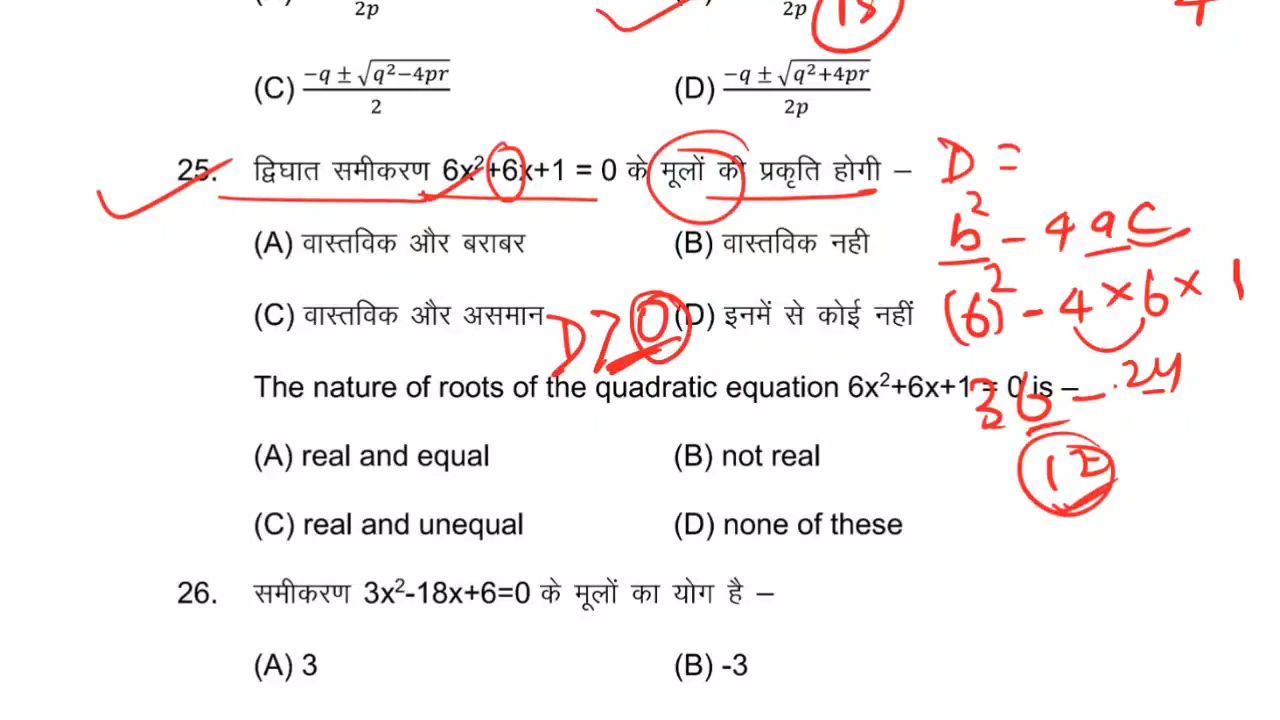 2p
2p
(C) −q ± √q²−4pr / 2 (D) −q ± √q²+4pr / 2p
25. द्विघात समीकरण 6x²+6x+1 = 0 के मूलों की प्रकृति होगी –
D =
(A) वास्तविक और बराबर (B) वास्तविक नही
b² - 4ac
(C) वास्तविक और असमान (D) इनमें से कोई नहीं
D > 0
(6)² - 4 × 6 × 1
The nature of roots of the quadratic equation 6x²+6x+1 = 0 is –
36 - 24
(A) real and equal (B) not real
12
(C) real and unequal (D) none of these
26. समीकरण 3x²-18x+6=0 के मूलों का योग है –
(A) 3 (B) -3